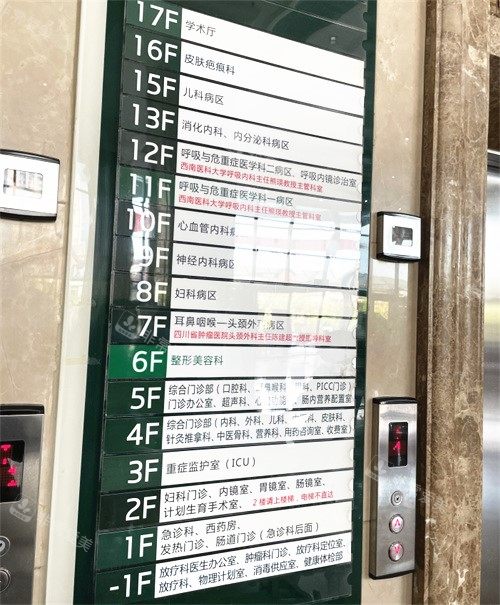 17F 学术厅
16F 皮肤疤痕科
15F 儿科病区
13F 消化内科、内分泌科病区
12F 呼吸与危重症医学科二病区、呼吸内镜诊治室
西南医科大学呼吸内科主任熊瑛教授主管科室
11F 呼吸与危重症医学科一病区
西南医科大学呼吸内科主任熊瑛教授主管科室
10F 心血管内科病
9F 神经内科病区
8F 妇科病区
7F 耳鼻咽喉—头颈外科病区
四川省肿瘤医院头颈外科主任陈建超
6F 整形美容科
5F 综合门诊部（口腔科、 PICC门诊）
门诊办公室、超声科、 肠内营养配置室
4F 综合门诊部（内科、外科、儿科、 皮肤科、
针灸推拿科、中医骨科、营养科、用药咨询室、收费室）
3F 重症监护室（ICU）
2F 妇科门诊、内镜室、胃镜室、肠镜室、
计划生育手术室、 2 楼请上楼梯，电梯不直达
1F 急诊科、西药房、
发热门诊、肠道门诊（急诊科后面）
-1F 放疗科医生办公室、肿瘤科门诊、放疗科定位室、
放疗科、物理计划室、消毒供应室、健康体检部